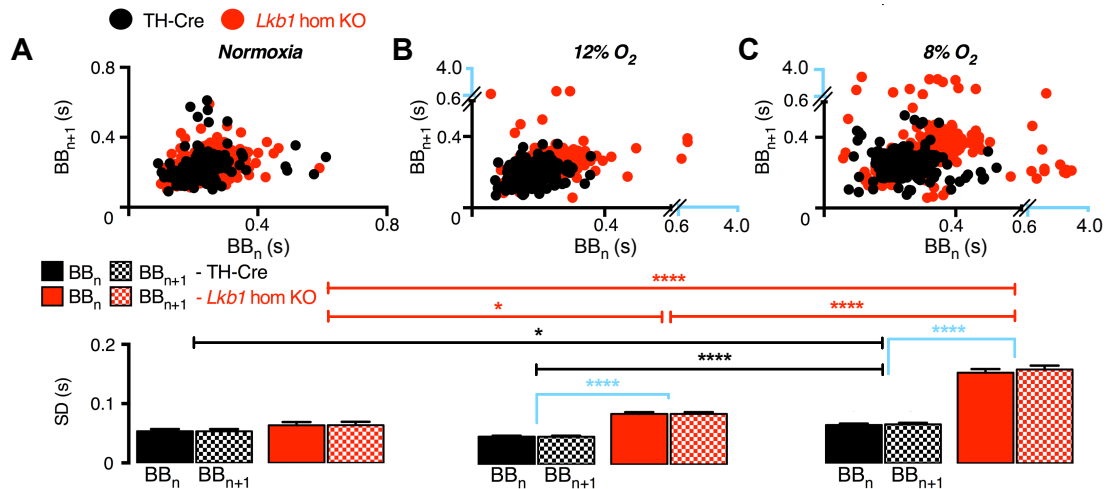 TH-Cre Lkb1 hom KO
A Normoxia B 12% O2 C 8% O2
0.8 4.0 4.0
0.6 0.6
BBn+1 (s) 0.4 BBn+1 (s) 0.4 BBn+1 (s) 0.4
0 0 0
0.4 0.8 0.4 0.6 4.0 0.4 0.6 4.0
BBn (s) BBn (s) BBn (s)
BBn BBn+1 - TH-Cre
BBn BBn+1 - Lkb1 hom KO
****
* ****
* ****
****
****
0.2
SD (s) 0.1
0
BBn BBn+1 BBn BBn+1 BBn BBn+1